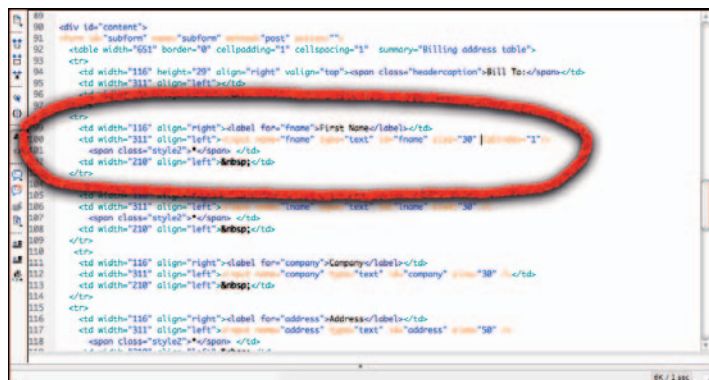 89
90 <div id="content">
91 <form id="subform" name="subform" method="post" action="">
92 <table width="651" border="0" cellpadding="1" cellspacing="1" summary="Billing address table">
93 <tr>
94 <td width="116" height="29" align="right" valign="top"><span class="headercaption">Bill To:</span></td>
95 <td width="311" align="left"></td>
<tr>
99 <td width="116" align="right"><label for="fname">First Name</label></td>
100 <td width="311" align="left"><input name="fname" type="text" id="fname" size="30" tabindex="1"/>
101 <span class="style2">*</span> </td>
102 <td width="210" align="left">&nbsp;</td>
</tr>
105
106 <td width="311" align="left"><input name="lname" type="text" id="lname" size="30" />
107 <span class="style2">*</span> </td>
108 <td width="210" align="left">&nbsp;</td>
109 </tr>
110 <tr>
111 <td width="116" align="right"><label for="company">Company</label></td>
112 <td width="311" align="left"><input name="company" type="text" id="company" size="30" /></td>
113 <td width="210" align="left">&nbsp;</td>
114 </tr>
115 <tr>
116 <td width="116" align="right"><label for="address">Address</label></td>
117 <td width="311" align="left"><input name="address" type="text" id="address" size="50" />
118 <span class="style2">*</span> </td>
6K / 1 sec